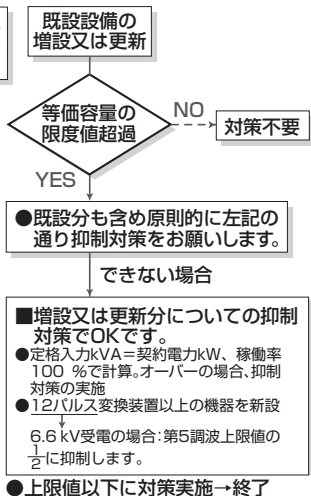 既設設備の
増設又は更新
等価容量の
限度値超過
NO
対策不要
YES
●既設分も含め原則的に左記の
通り抑制対策をお願いします。
できない場合
■増設又は更新分についての抑制
対策でOKです。
●定格入力kVA=契約電力kW、稼働率
100 %で計算。オーバーの場合、抑制
対策の実施
●12パルス変換装置以上の機器を新設
6.6 kV受電の場合:第5調波上限値の
1/2に抑制します。
●上限値以下に対策実施→終了